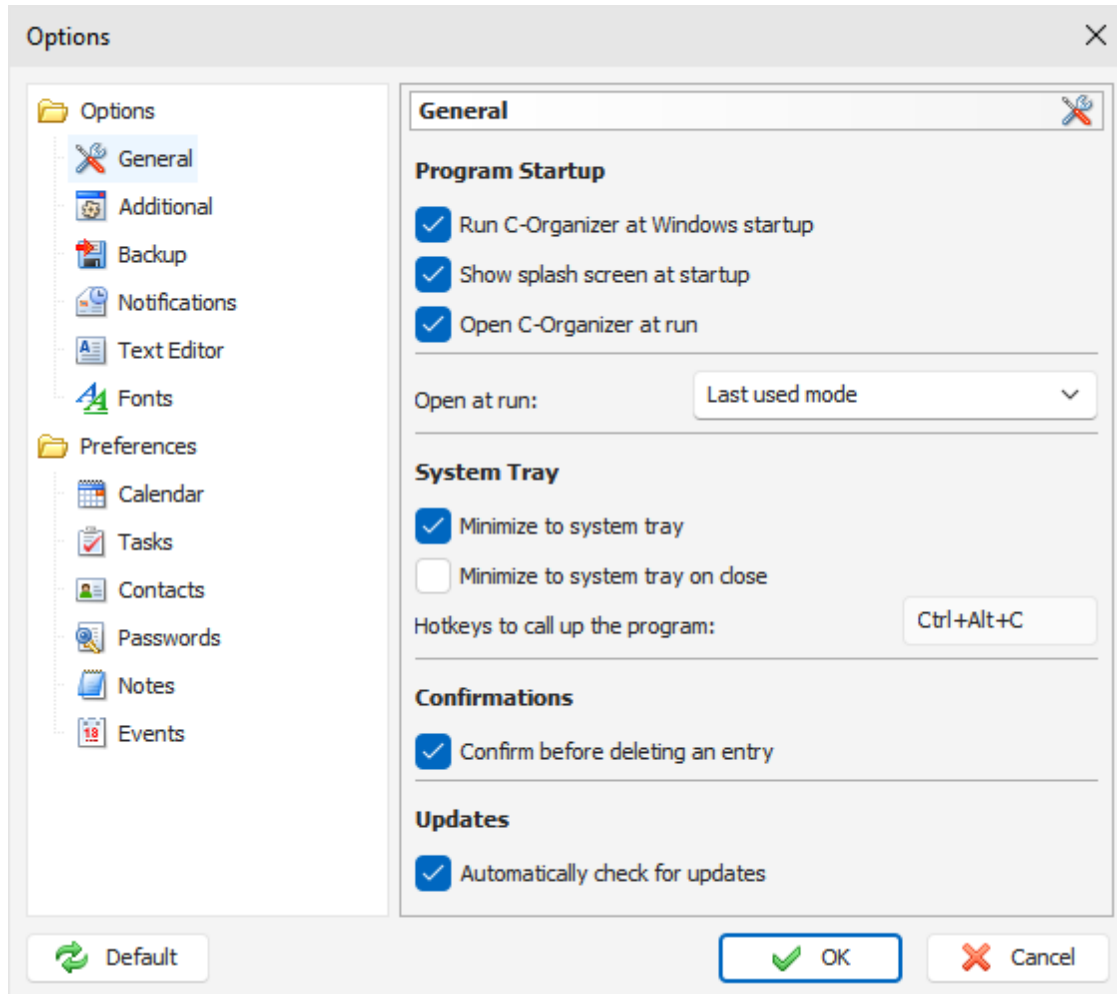 Options
Options
General
Additional
Backup
Notifications
Text Editor
Fonts
Preferences
Calendar
Tasks
Contacts
Passwords
Notes
Events
General
Program Startup
Run C-Organizer at Windows startup
Show splash screen at startup
Open C-Organizer at run
Open at run: Last used mode
System Tray
Minimize to system tray
Minimize to system tray on close
Hotkeys to call up the program: Ctrl+Alt+C
Confirmations
Confirm before deleting an entry
Updates
Automatically check for updates
Default OK Cancel